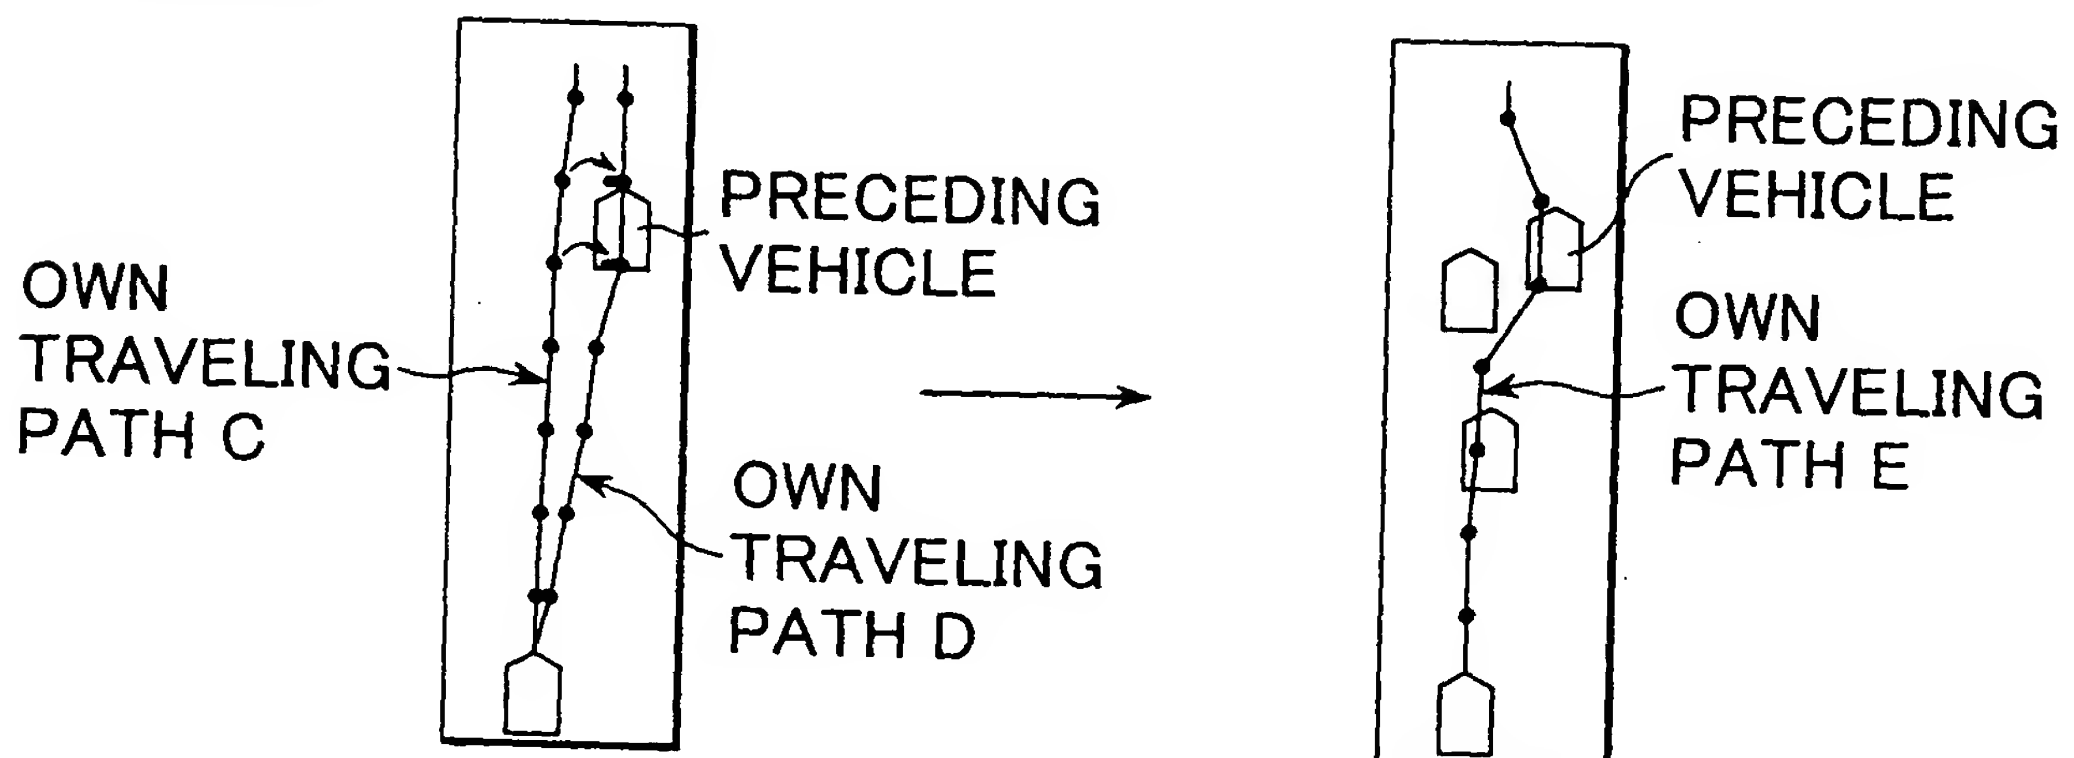 PRECEDING
VEHICLE
OWN
TRAVELING
PATH C
OWN
TRAVELING
PATH D
PRECEDING
VEHICLE
OWN
TRAVELING
PATH E